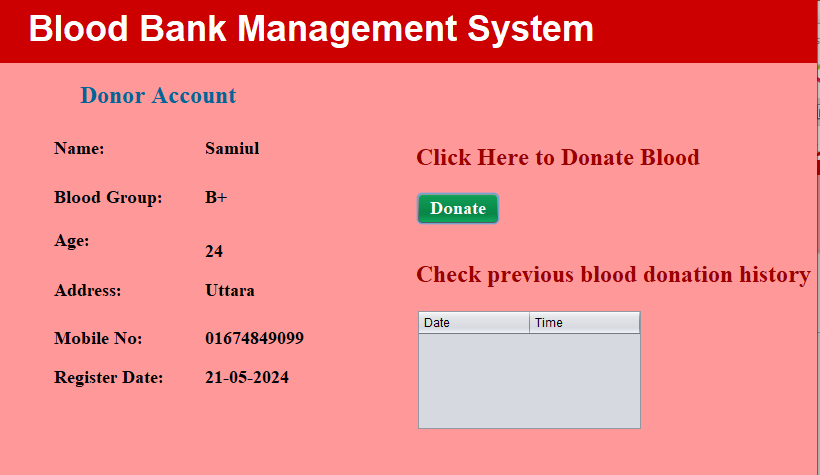 Blood Bank Management System
Donor Account
Name: Samiul
Blood Group: B+
Age: 24
Address: Uttara
Mobile No: 01674849099
Register Date: 21-05-2024
Click Here to Donate Blood
Donate
Check previous blood donation history
Date Time